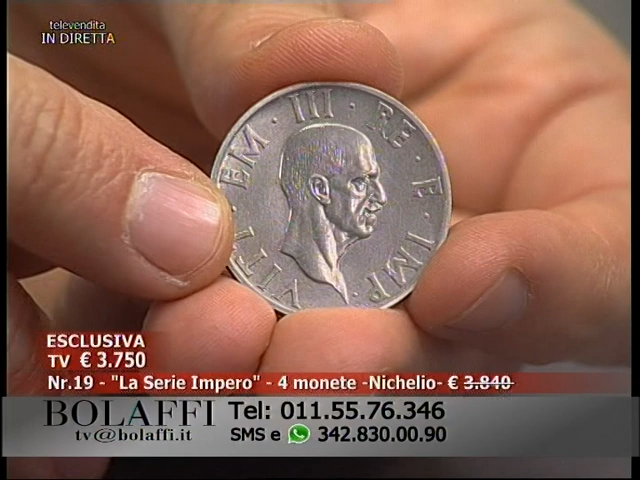 televendita
IN DIRETTA
VITT · EM · III · RE · E · IMP ·
ESCLUSIVA
TV € 3.750
Nr.19 - "La Serie Impero" - 4 monete -Nichelio- € 3.840
BOLAFFI
tv@bolaffi.it
Tel: 011.55.76.346
SMS e 342.830.00.90